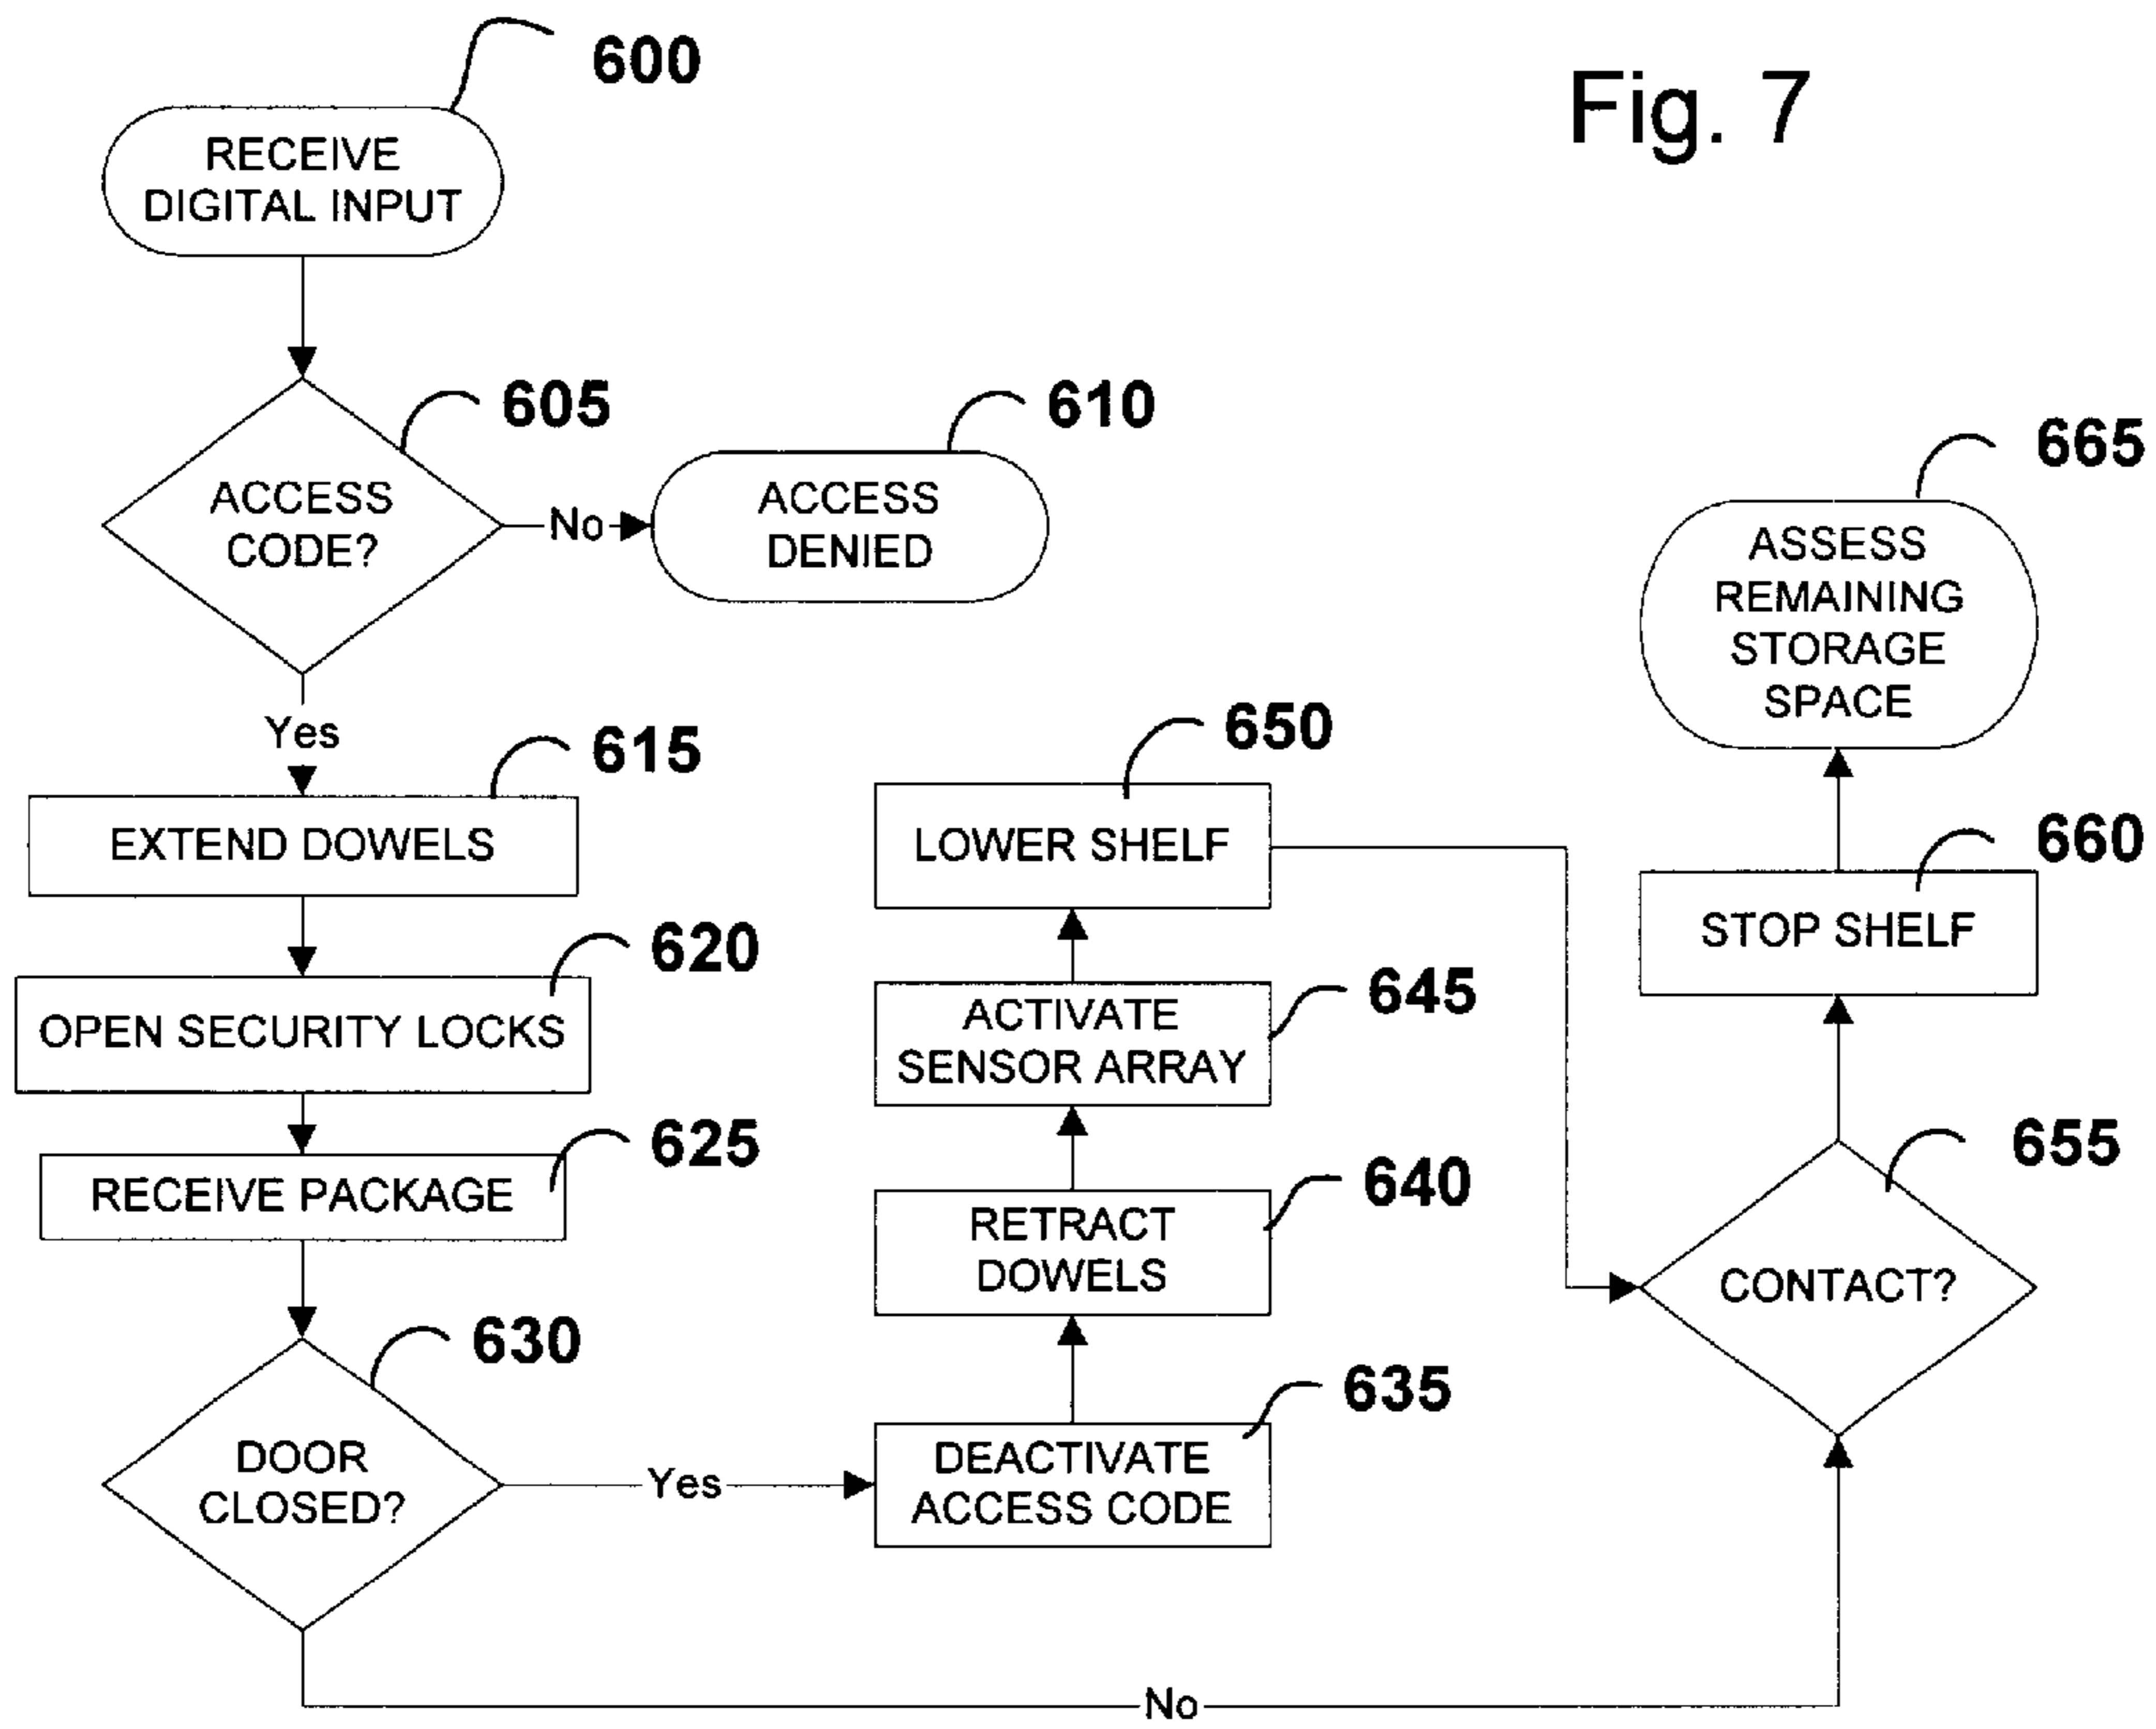 600
Fig. 7
RECEIVE
DIGITAL INPUT
605
610
ACCESS
CODE?
No
ACCESS
DENIED
665
ASSESS
REMAINING
STORAGE
SPACE
Yes
615
EXTEND DOWELS
650
LOWER SHELF
660
STOP SHELF
620
OPEN SECURITY LOCKS
645
ACTIVATE
SENSOR ARRAY
625
RECEIVE PACKAGE
640
RETRACT
DOWELS
655
CONTACT?
630
DOOR
CLOSED?
Yes
635
DEACTIVATE
ACCESS CODE
No